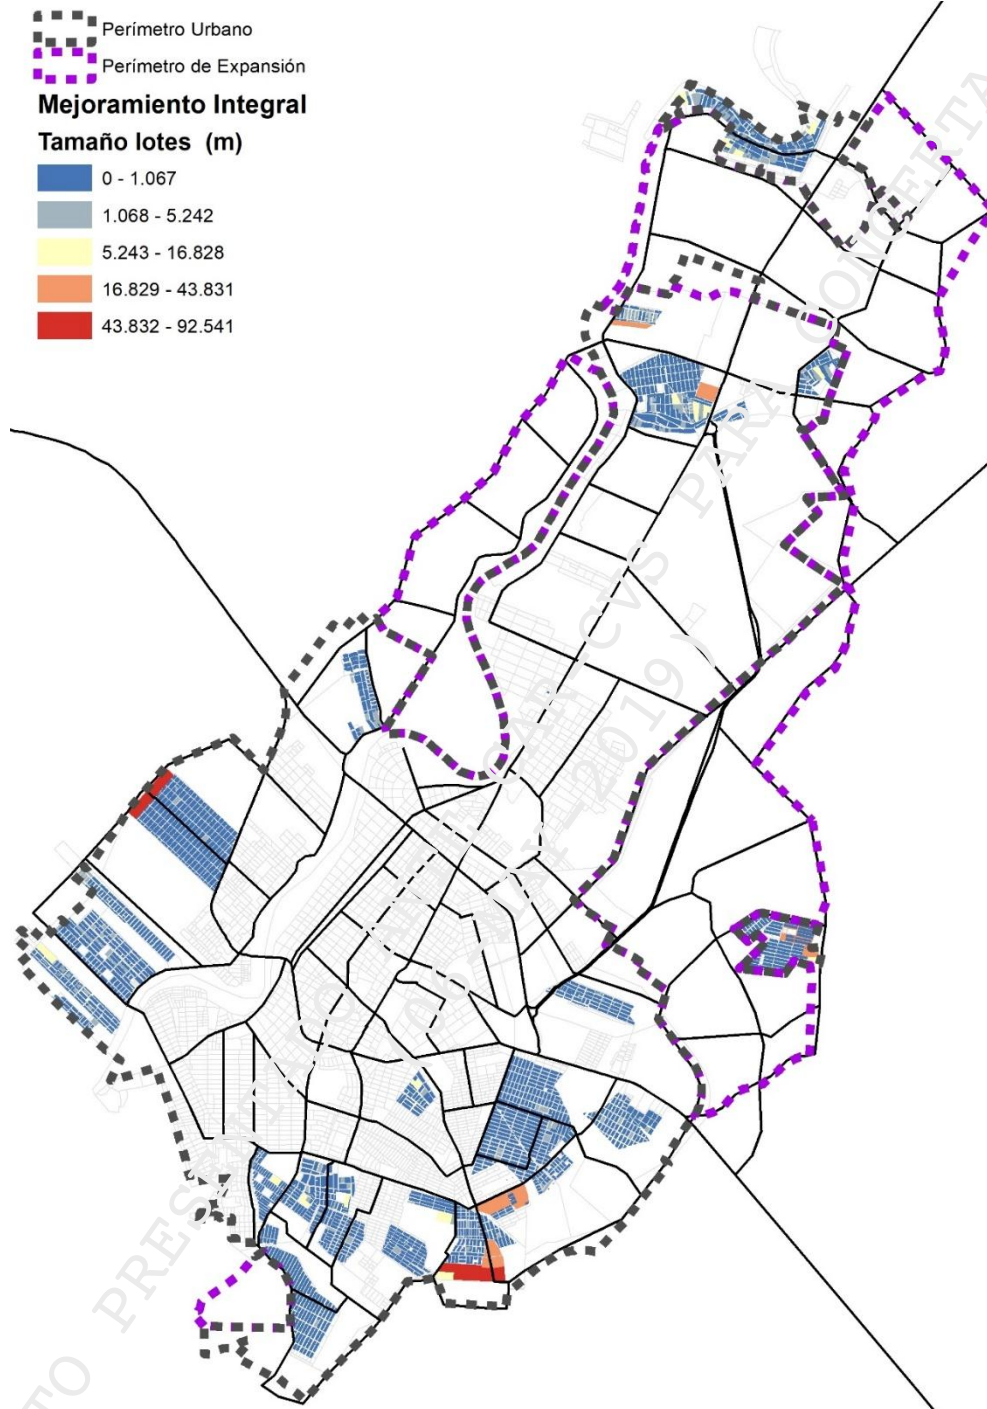 Perímetro Urbano
Perímetro de Expansión
Mejoramiento Integral
Tamaño lotes (m)
0 - 1.067
1.068 - 5.242
5.243 - 16.828
16.829 - 43.831
43.832 - 92.541